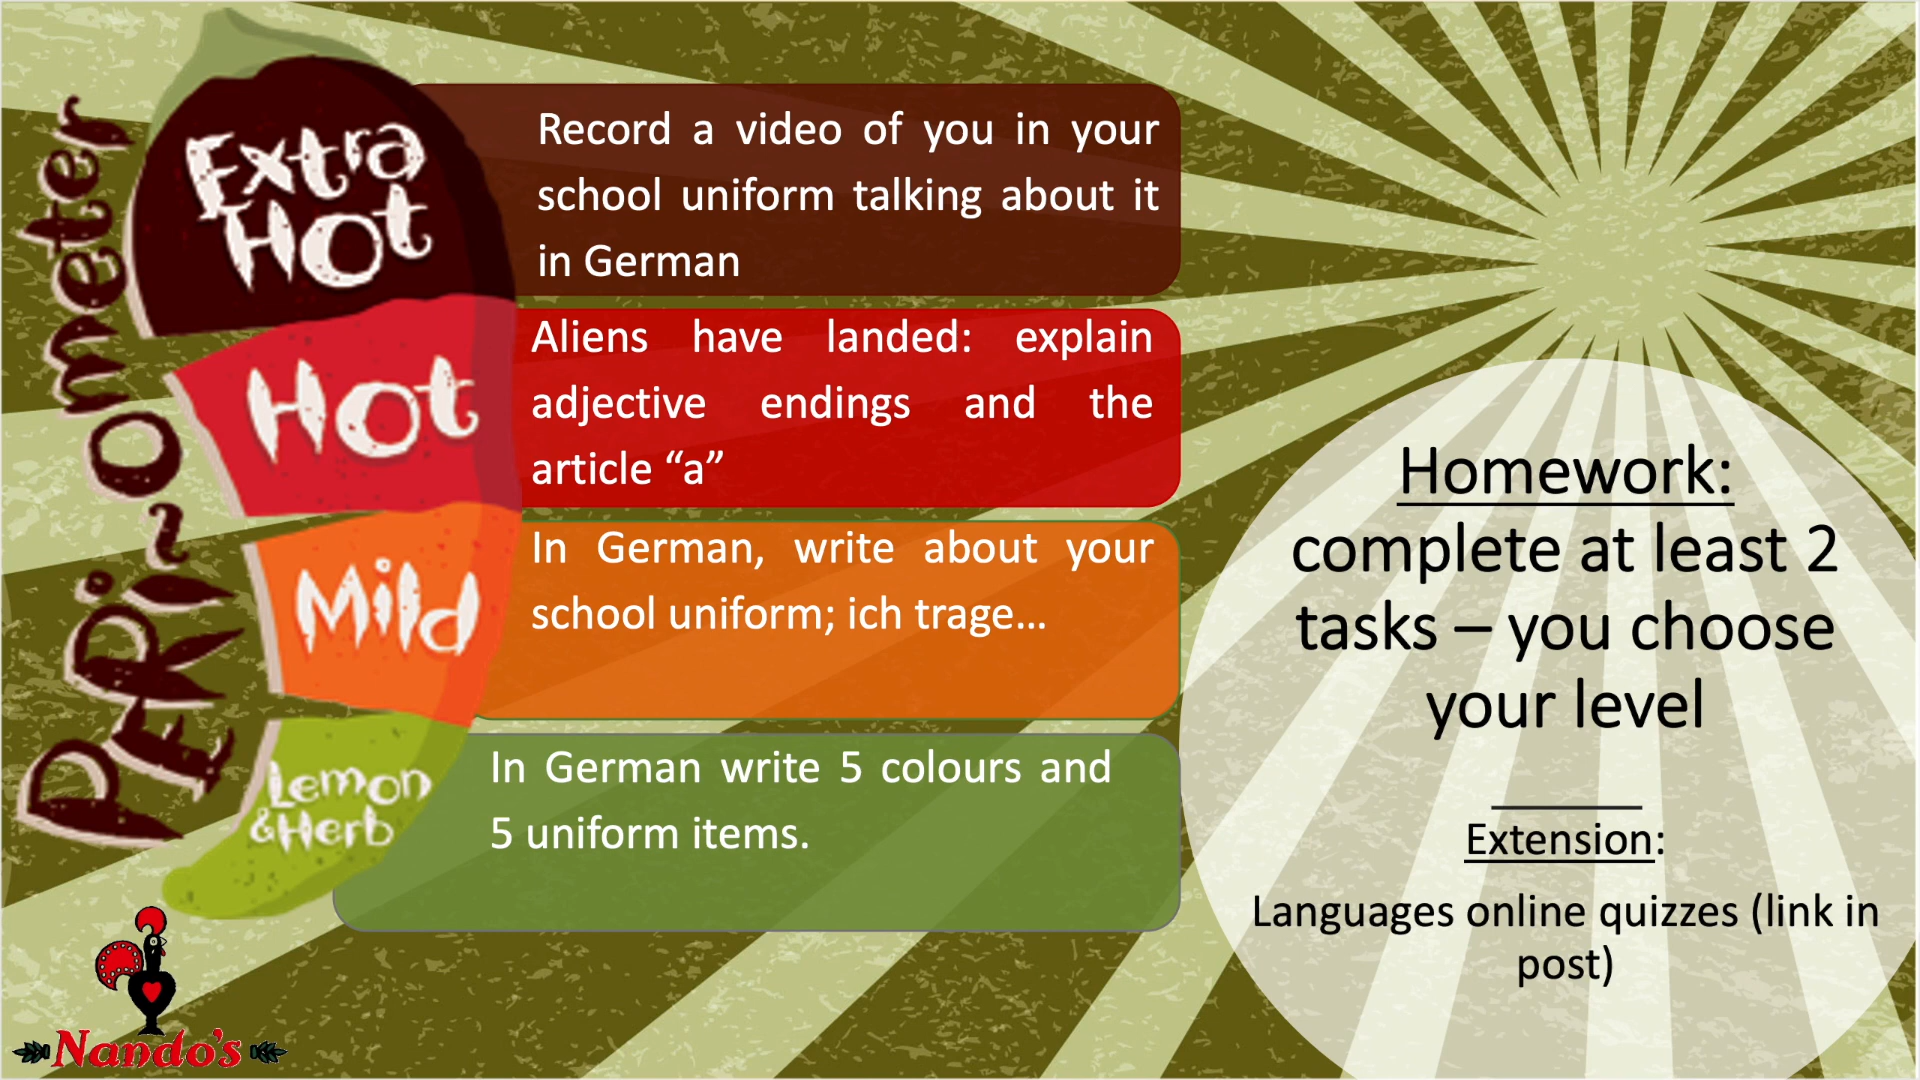 PERi-Ometer
Extra
Hot
Record a video of you in your
school uniform talking about it
in German
Hot
Aliens have landed: explain
adjective endings and the
article “a”
Mild
In German, write about your
school uniform; ich trage...
Lemon
&Herb
In German write 5 colours and
5 uniform items.
Nando's
Homework:
complete at least 2
tasks – you choose
your level
Extension:
Languages online quizzes (link in
post)